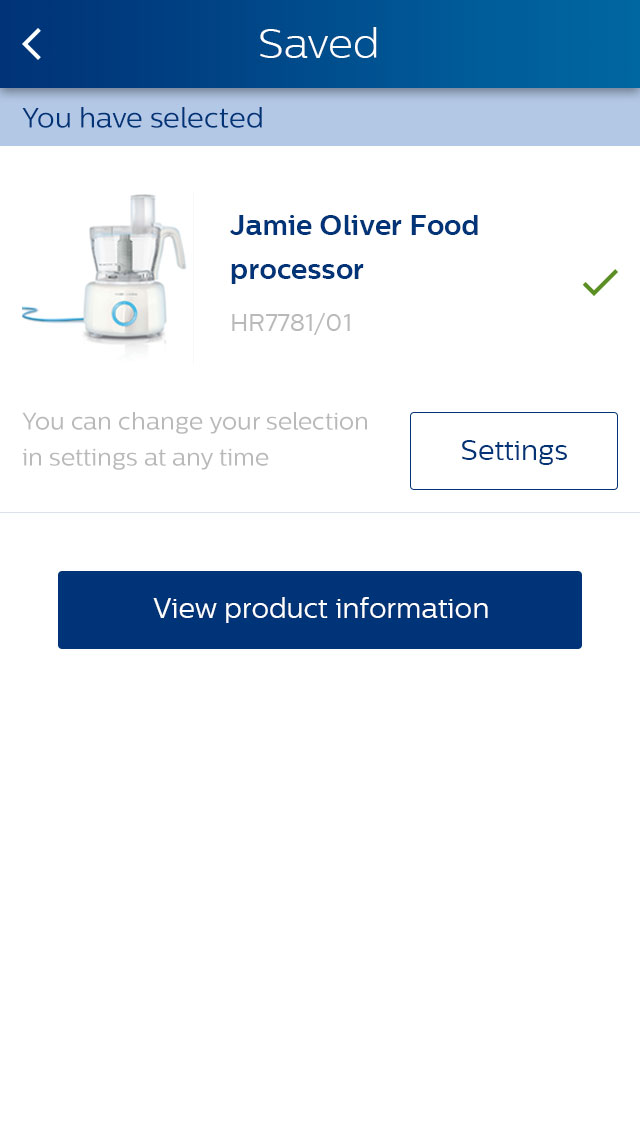 Saved
You have selected
Jamie Oliver Food
processor
HR7781/01
You can change your selection
in settings at any time
Settings
View product information